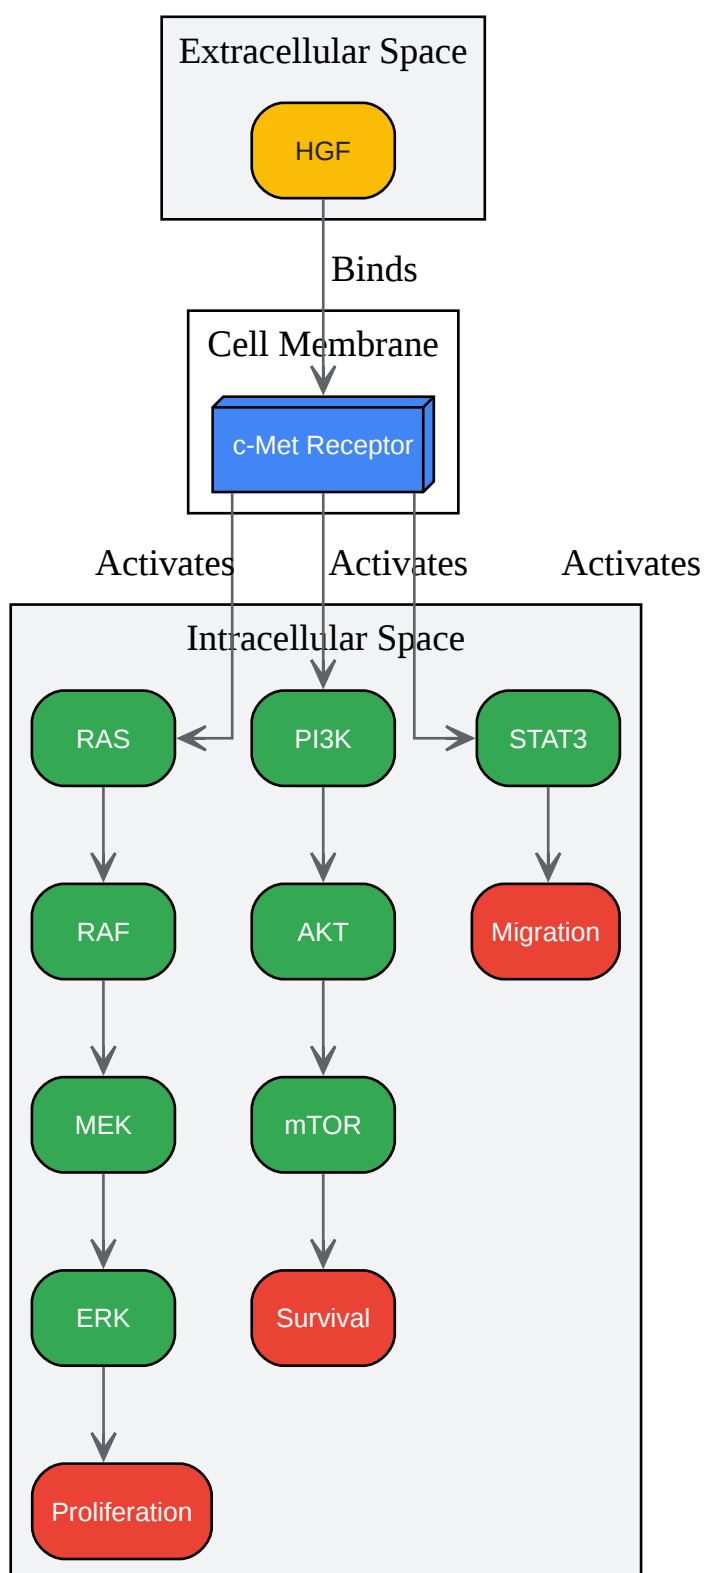 Extracellular Space
HGF
Binds
Cell Membrane
c-Met Receptor
Activates
Activates
Activates
Intracellular Space
RAS
PI3K
STAT3
RAF
AKT
Migration
MEK
mTOR
ERK
Survival
Proliferation